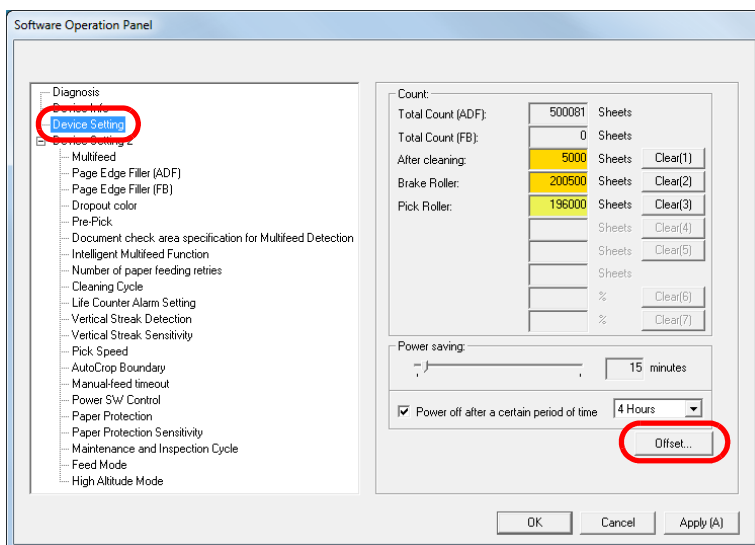 Software Operation Panel
Diagnosis
Device Info
Device Setting
Device Setting 2
Multifeed
Page Edge Filler (ADF)
Page Edge Filler (FB)
Dropout color
Pre-Pick
Document check area specification for Multifeed Detection
Intelligent Multifeed Function
Number of paper feeding retries
Cleaning Cycle
Life Counter Alarm Setting
Vertical Streak Detection
Vertical Streak Sensitivity
Pick Speed
AutoCrop Boundary
Manual-feed timeout
Power SW Control
Paper Protection
Paper Protection Sensitivity
Maintenance and Inspection Cycle
Feed Mode
High Altitude Mode
Count:
Total Count (ADF): 500081 Sheets
Total Count (FB): 0 Sheets
After cleaning: 5000 Sheets Clear(1)
Brake Roller: 200500 Sheets Clear(2)
Pick Roller: 196000 Sheets Clear(3)
Sheets Clear(4)
Sheets Clear(5)
Sheets
% Clear(6)
% Clear(7)
Power saving:
15 minutes
Power off after a certain period of time 4 Hours
Offset...
OK Cancel Apply (A)